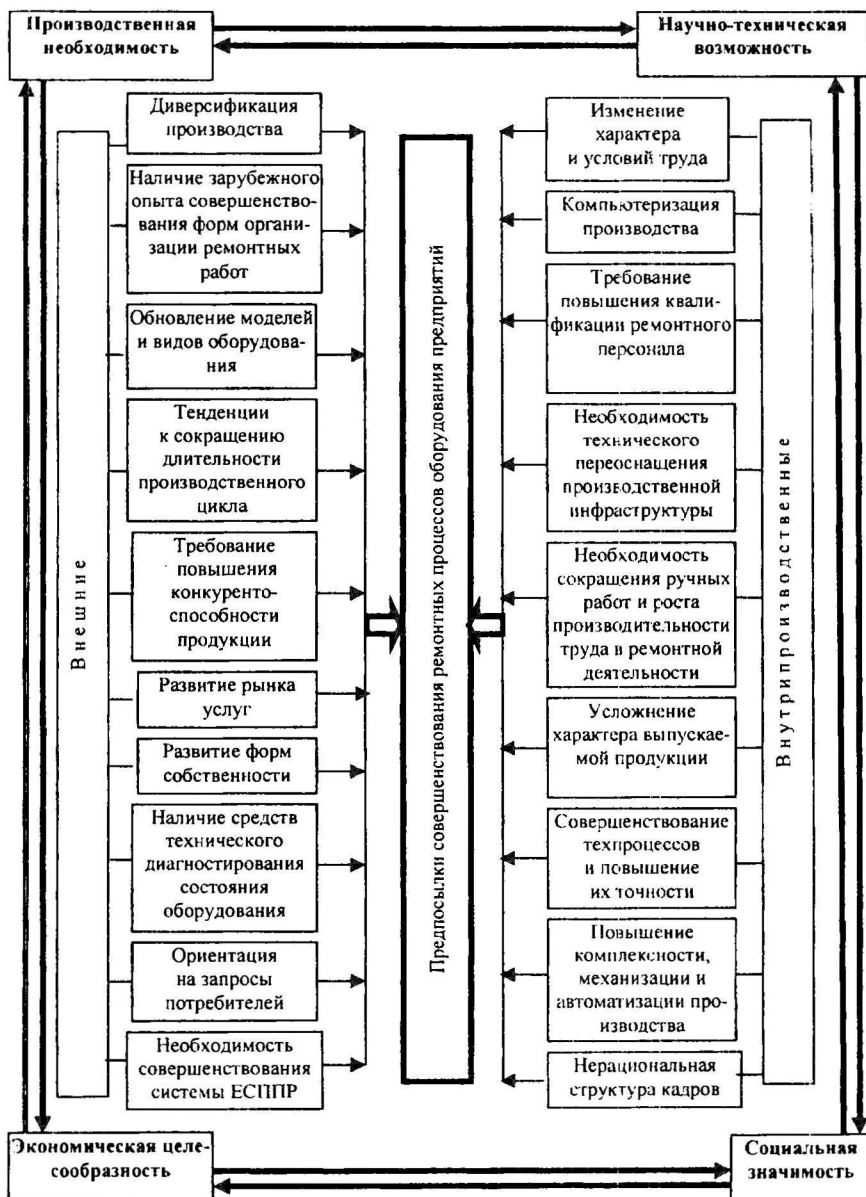 Производственная
необходимость
Научно-техническая
возможность
Внешние
Диверсификация
производства
Наличие зарубежного
опыта совершенство-
вания форм органи-
зации ремонтных
работ
Обновление моделей
и видов оборудова-
ния
Тенденции
к сокращению
длительности
производственного
цикла
Требование
повышения
конкуренто-
способности
продукции
Развитие рынка
услуг
Развитие форм
собственности
Наличие средств
технического
диагностирования
состояния
оборудования
Ориентация
на запросы
потребителей
Необходимость
совершенствования
системы ЕСППР
Предпосылки совершенствования ремонтных процессов оборудования предприятий
Изменение
характера
и условий труда
Компьютеризация
производства
Требование
повышения квали-
фикации ремонтного
персонала
Необходимость
технического
переоснащения
производственной
инфраструктуры
Необходимость
сокращения ручных
работ и роста
производительности
труда в ремонтной
деятельности
Усложнение
характера выпускае-
мой продукции
Совершенствование
техпроцессов
и повышение
их точности
Повышение
комплексности,
механизации и
автоматизации про-
изводства
Нерациональная
структура кадров
Внутрипроизводственные
Экономическая целе-
сообразность
Социальная
значимость